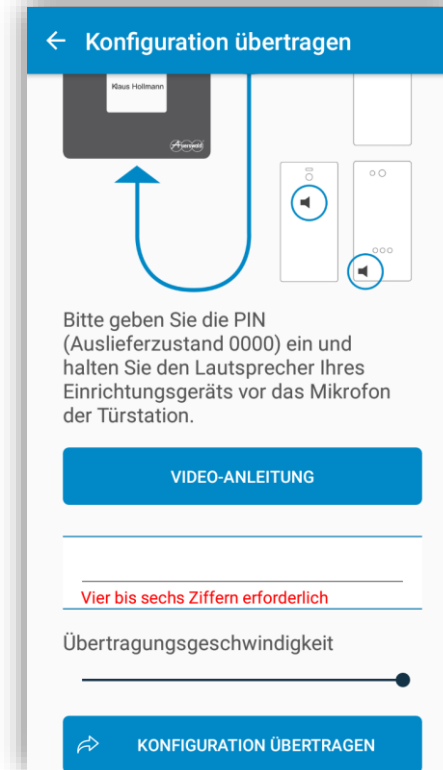 Konfiguration übertragen
Klaus Hollmann
Bitte geben Sie die PIN
(Auslieferzustand 0000) ein und
halten Sie den Lautsprecher Ihres
Einrichtungsgeräts vor das Mikrofon
der Türstation.
VIDEO-ANLEITUNG
Vier bis sechs Ziffern erforderlich
Übertragungsgeschwindigkeit
KONFIGURATION ÜBERTRAGEN